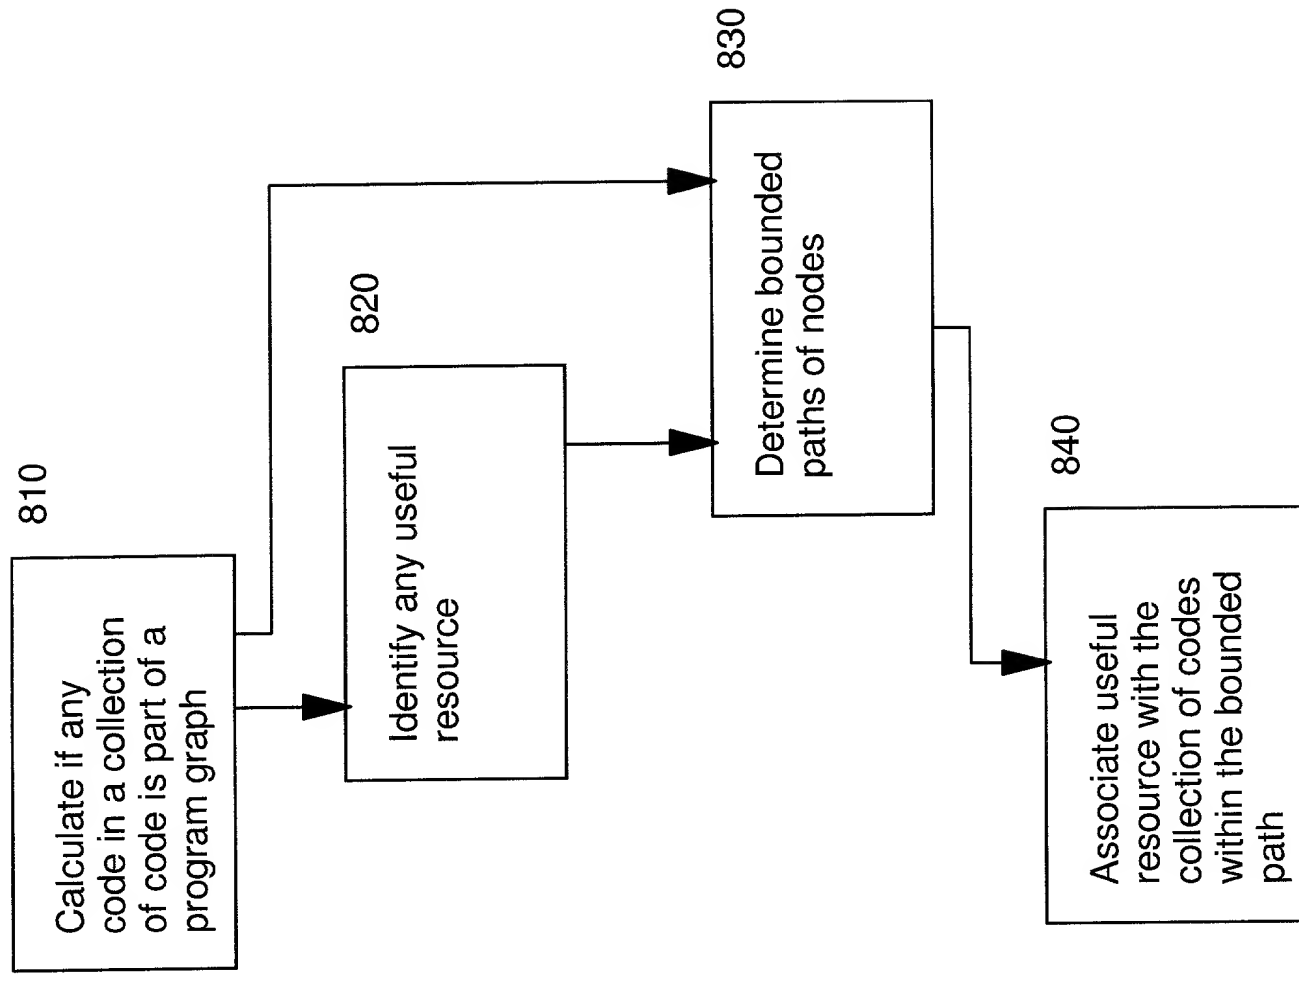 810
Calculate if any
code in a collection
of code is part of a
program graph
820
Identify any useful
resource
830
Determine bounded
paths of nodes
840
Associate useful
resource with the
collection of codes
within the bounded
path